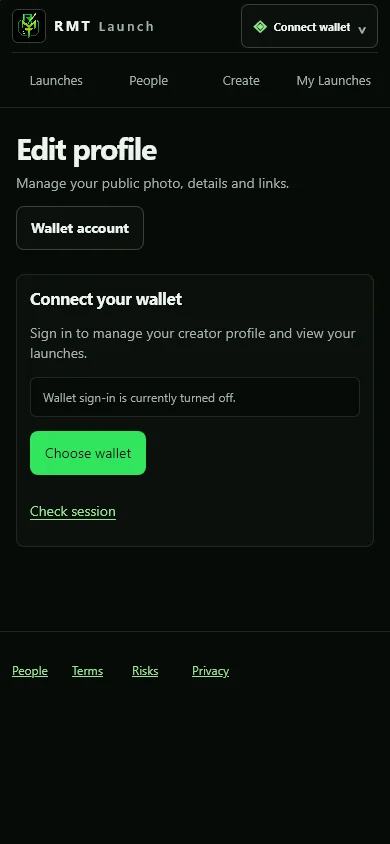 RMT Launch
Connect wallet
Launches People Create My Launches
Edit profile
Manage your public photo, details and links.
Wallet account
Connect your wallet
Sign in to manage your creator profile and view your
launches.
Wallet sign-in is currently turned off.
Choose wallet
Check session
People Terms Risks Privacy